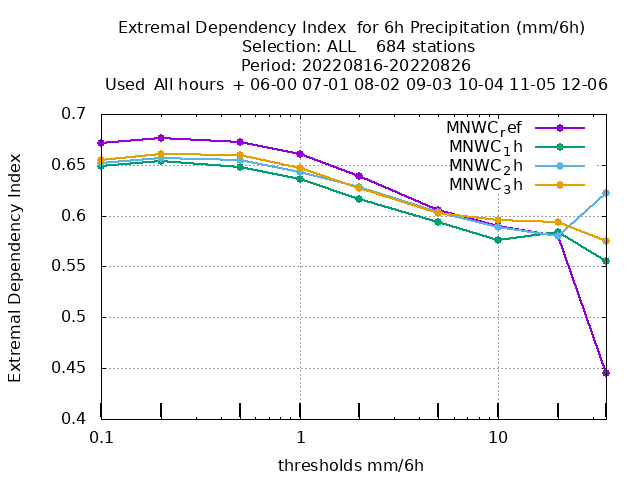 Extremal Dependency Index  for 6h Precipitation (mm/6h)
Selection: ALL    684 stations
Period: 20220816-20220826
Used  All hours  + 06-00 07-01 08-02 09-03 10-04 11-05 12-06
MNWCref
MNWC1h
MNWC2h
MNWC3h
0.7
0.65
0.6
0.55
0.5
0.45
0.4
0.1 1 10
Extremal Dependency Index
thresholds mm/6h